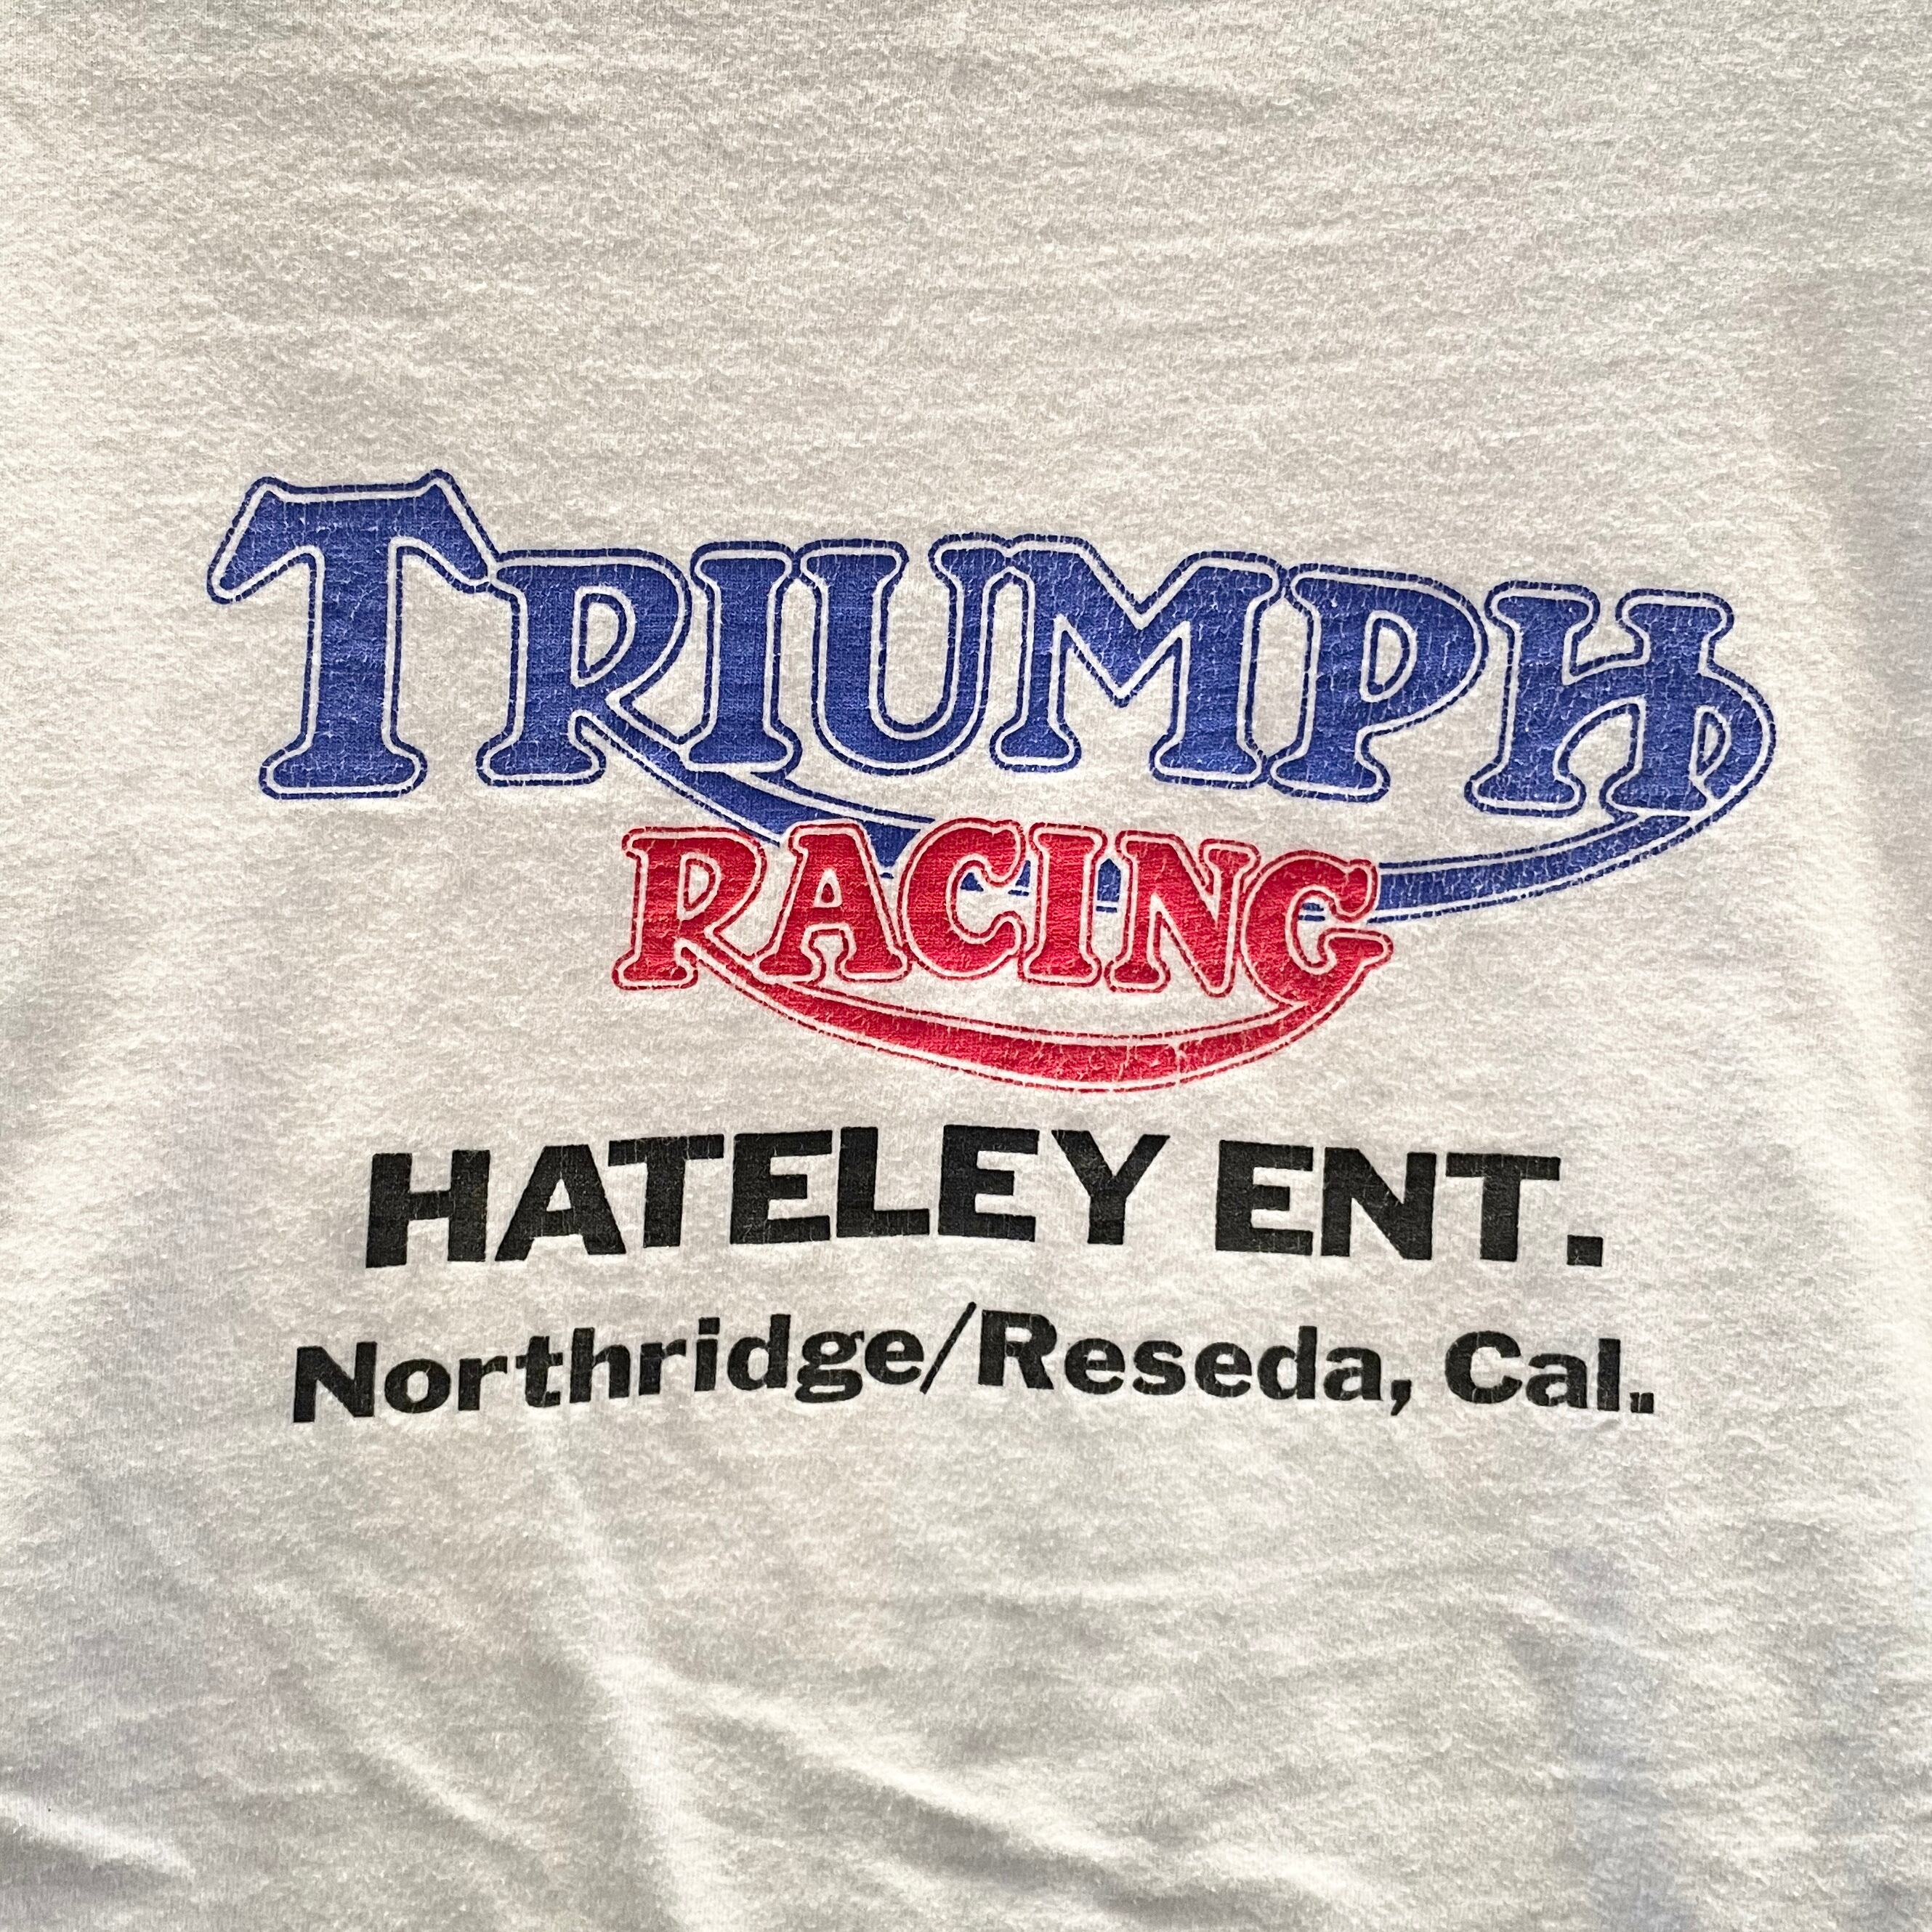 TRIUMPH
RACING
HATELEY ENT.
Northridge/Reseda, Cal.